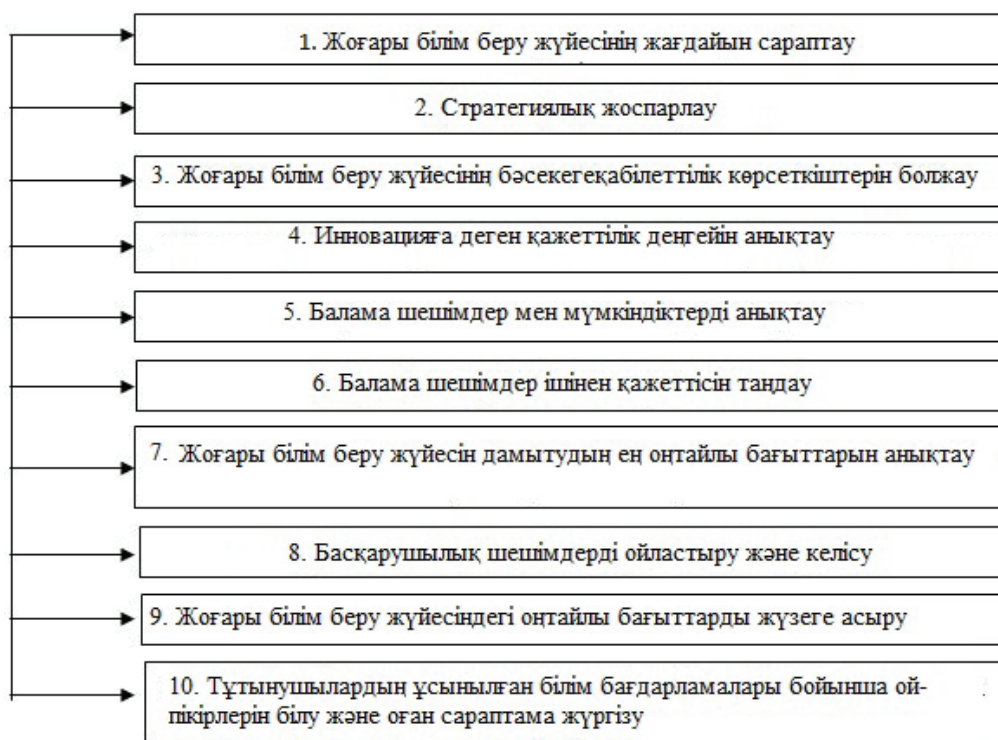 1. Жоғары білім беру жүйесінің жағдайын сараптау
2. Стратегиялық жоспарлау
3. Жоғары білім беру жүйесінің бәсекегеқабілеттілік көрсеткіштерін болжау
4. Инновацияға деген қажеттілік деңгейін анықтау
5. Балама шешімдер мен мүмкіндіктерді анықтау
6. Балама шешімдер ішінен қажеттісін таңдау
7. Жоғары білім беру жүйесін дамытудың ең оңтайлы бағыттарын анықтау
8. Басқарушылық шешімдерді ойластыру және келісу
9. Жоғары білім беру жүйесіндегі оңтайлы бағыттарды жүзеге асыру
10. Тұтынушылардың ұсынылған білім бағдарламалары бойынша ой-
пікірлерін білу және оған сараптама жүргізу